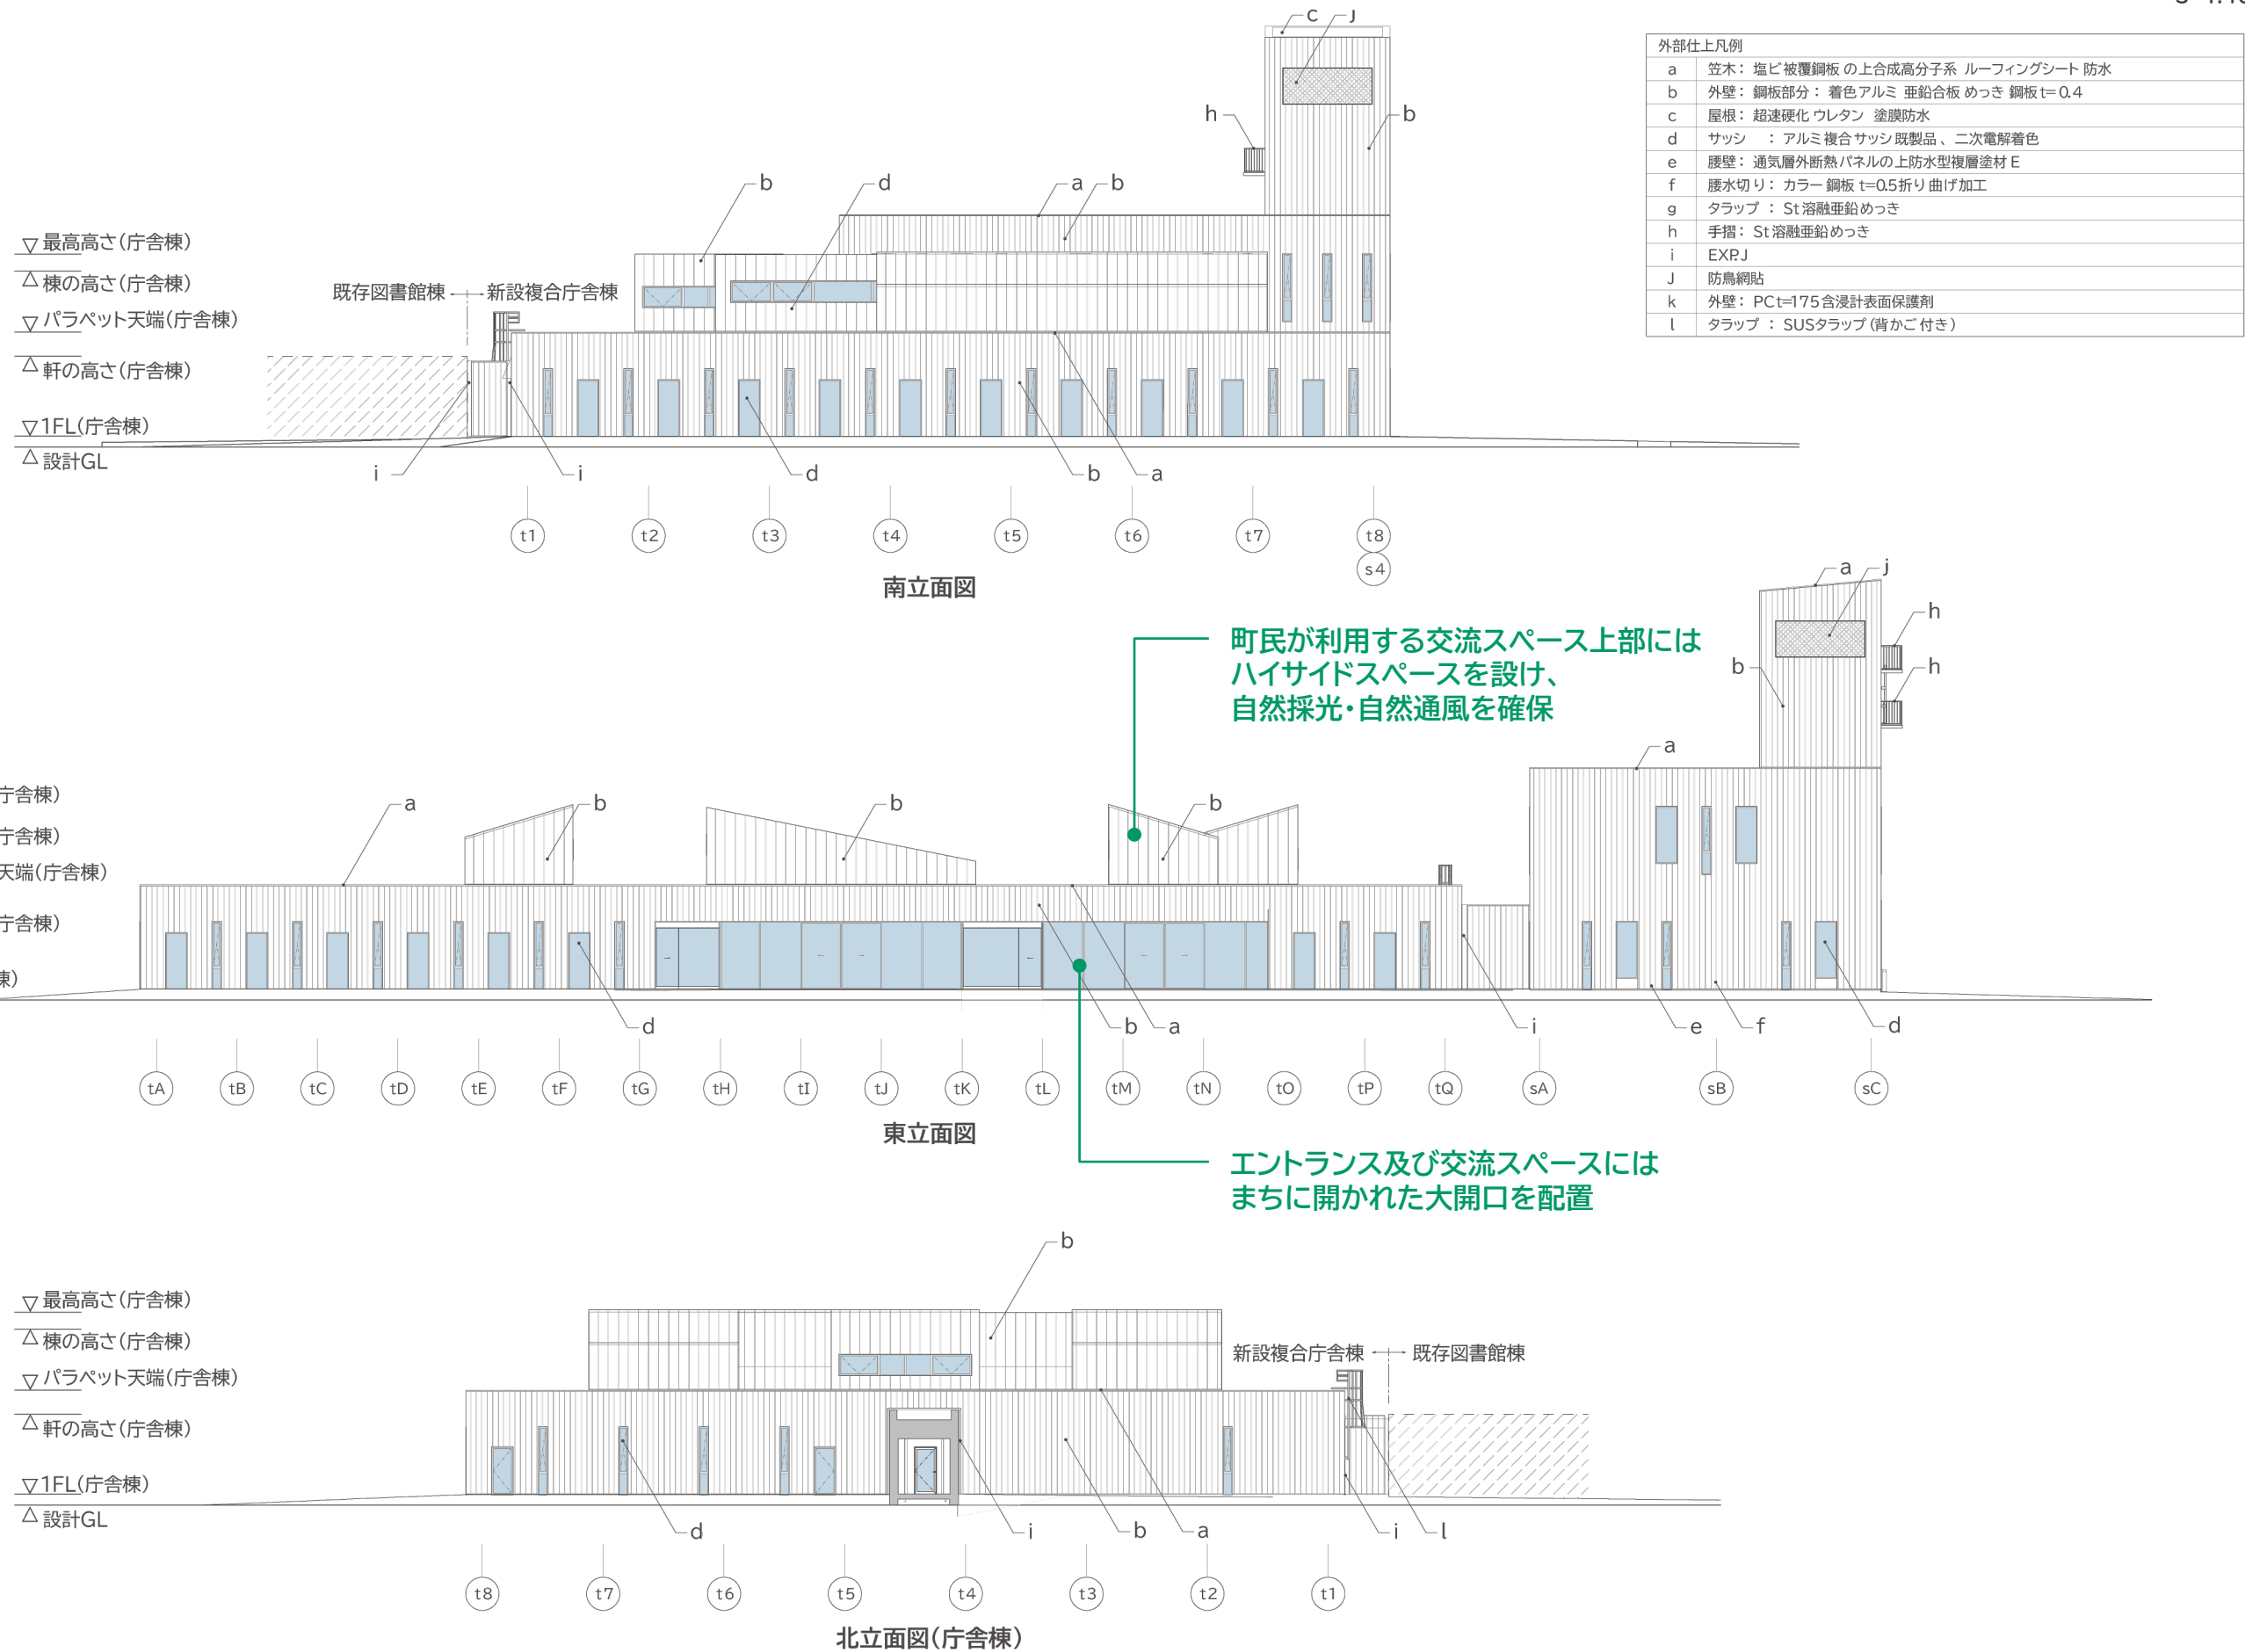 c J
外部仕上凡例
a 笠木： 塩ビ被覆鋼板 の上合成高分子系 ルーフィングシート 防水
b 外壁： 鋼板部分： 着色アルミ 亜鉛合板 めっき 鋼板t=0.4
c 屋根： 超速硬化 ウレタン 塗膜防水
d サッシ ： アルミ複合サッシ既製品、二次電解着色
e 腰壁： 通気層外断熱パネルの上防水型複層塗材E
f 腰水切り： カラー鋼板 t=0.5折り曲げ加工
g タラップ ： St溶融亜鉛めっき
h 手摺： St溶融亜鉛めっき
i EXP.J
J 防鳥網貼
k 外壁： PCt=175含浸計表面保護剤
l タラップ ： SUSタラップ(背かご付き)
h b
b d a b
▽最高高さ(庁舎棟)
△棟の高さ(庁舎棟)
既存図書館棟 ←→ 新設複合庁舎棟
▽パラペット天端(庁舎棟)
△軒の高さ(庁舎棟)
▽1FL(庁舎棟)
△設計GL
i i d b a
t1 t2 t3 t4 t5 t6 t7 t8
s4
南立面図
a j
h
b h
町民が利用する交流スペース上部には
ハイサイドスペースを設け、
自然採光・自然通風を確保
a
庁舎棟)
a b b b
庁舎棟)
天端(庁舎棟)
庁舎棟)
棟)
d b a i e f d
tA tB tC tD tE tF tG tH tI tJ tK tL tM tN tO tP tQ sA sB sC
東立面図
エントランス及び交流スペースには
まちに開かれた大開口を配置
b
▽最高高さ(庁舎棟)
△棟の高さ(庁舎棟)
新設複合庁舎棟 ←→ 既存図書館棟
▽パラペット天端(庁舎棟)
△軒の高さ(庁舎棟)
▽1FL(庁舎棟)
△設計GL
d i b a i l
t8 t7 t6 t5 t4 t3 t2 t1
北立面図(庁舎棟)